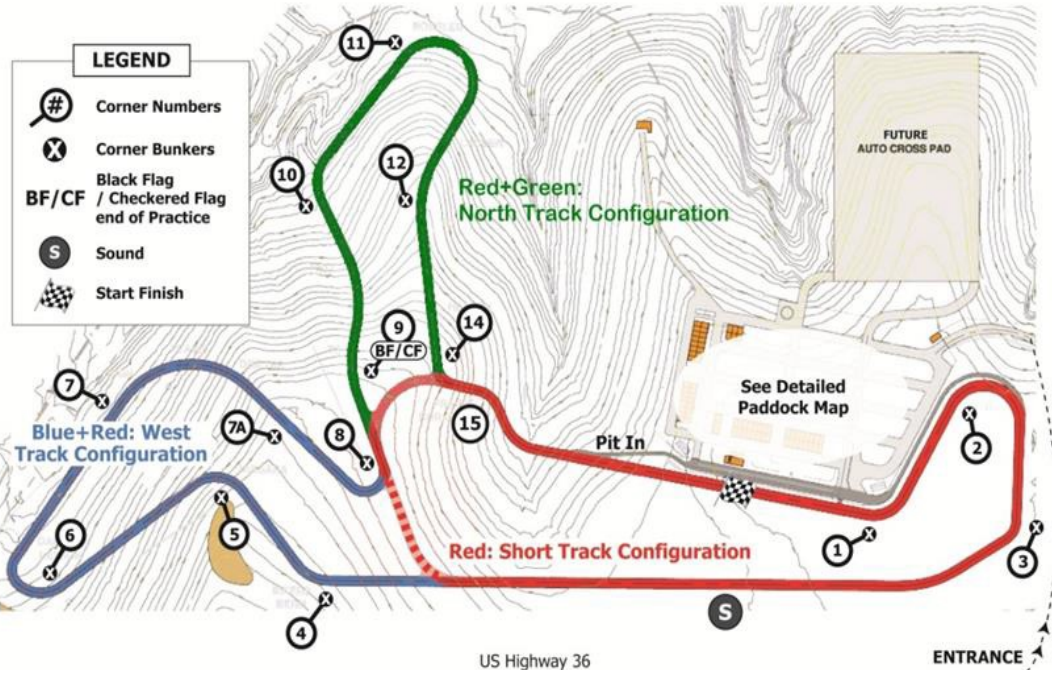 LEGEND
#
Corner Numbers
X
Corner Bunkers
BF/CF
Black Flag
/ Checkered Flag
end of Practice
S
Sound
Start Finish
11
10
12
Red+Green:
North Track Configuration
FUTURE
AUTO CROSS PAD
9
BF/CF
14
7
7A
8
15
Blue+Red: West
Track Configuration
See Detailed
Paddock Map
Pit In
2
6
5
Red: Short Track Configuration
1
3
4
S
US Highway 36
ENTRANCE